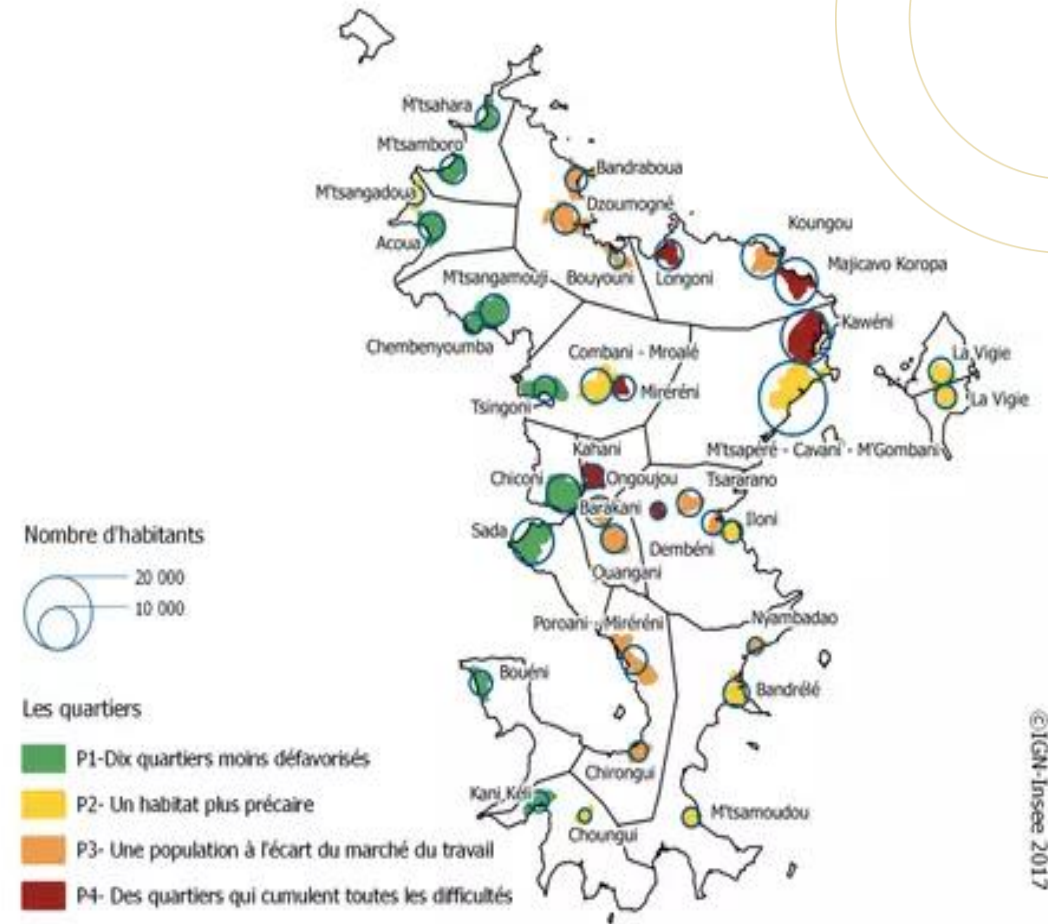 M'tsahara
M'tsamboro
Bandraboua
M'tsangadoua
Dzoumogné
Koungou
Acoua
Majicavo Koropa
M'tsangamouji
Bouyouni
Longoni
Kawéni
Chembenyoumba
Combani - Mroalé
La Vigie
Miréréni
La Vigie
Tsingoni
Kahani
M'tsapéré - Cavani - M'Gombani
Chiconi
Ongoujou
Tsararano
Barakani
Iloni
Sada
Dembéni
Ouangani
Nombre d'habitants
20 000
10 000
Poroani - Miréréni
Nyambadao
Bouéni
Bandrélé
Les quartiers
P1-Dix quartiers moins défavorisés
Chirongui
Kani Kéli
M'tsamoudou
P2- Un habitat plus précaire
Choungui
P3- Une population à l'écart du marché du travail
P4- Des quartiers qui cumulent toutes les difficultés
©IGN-Insee 2017